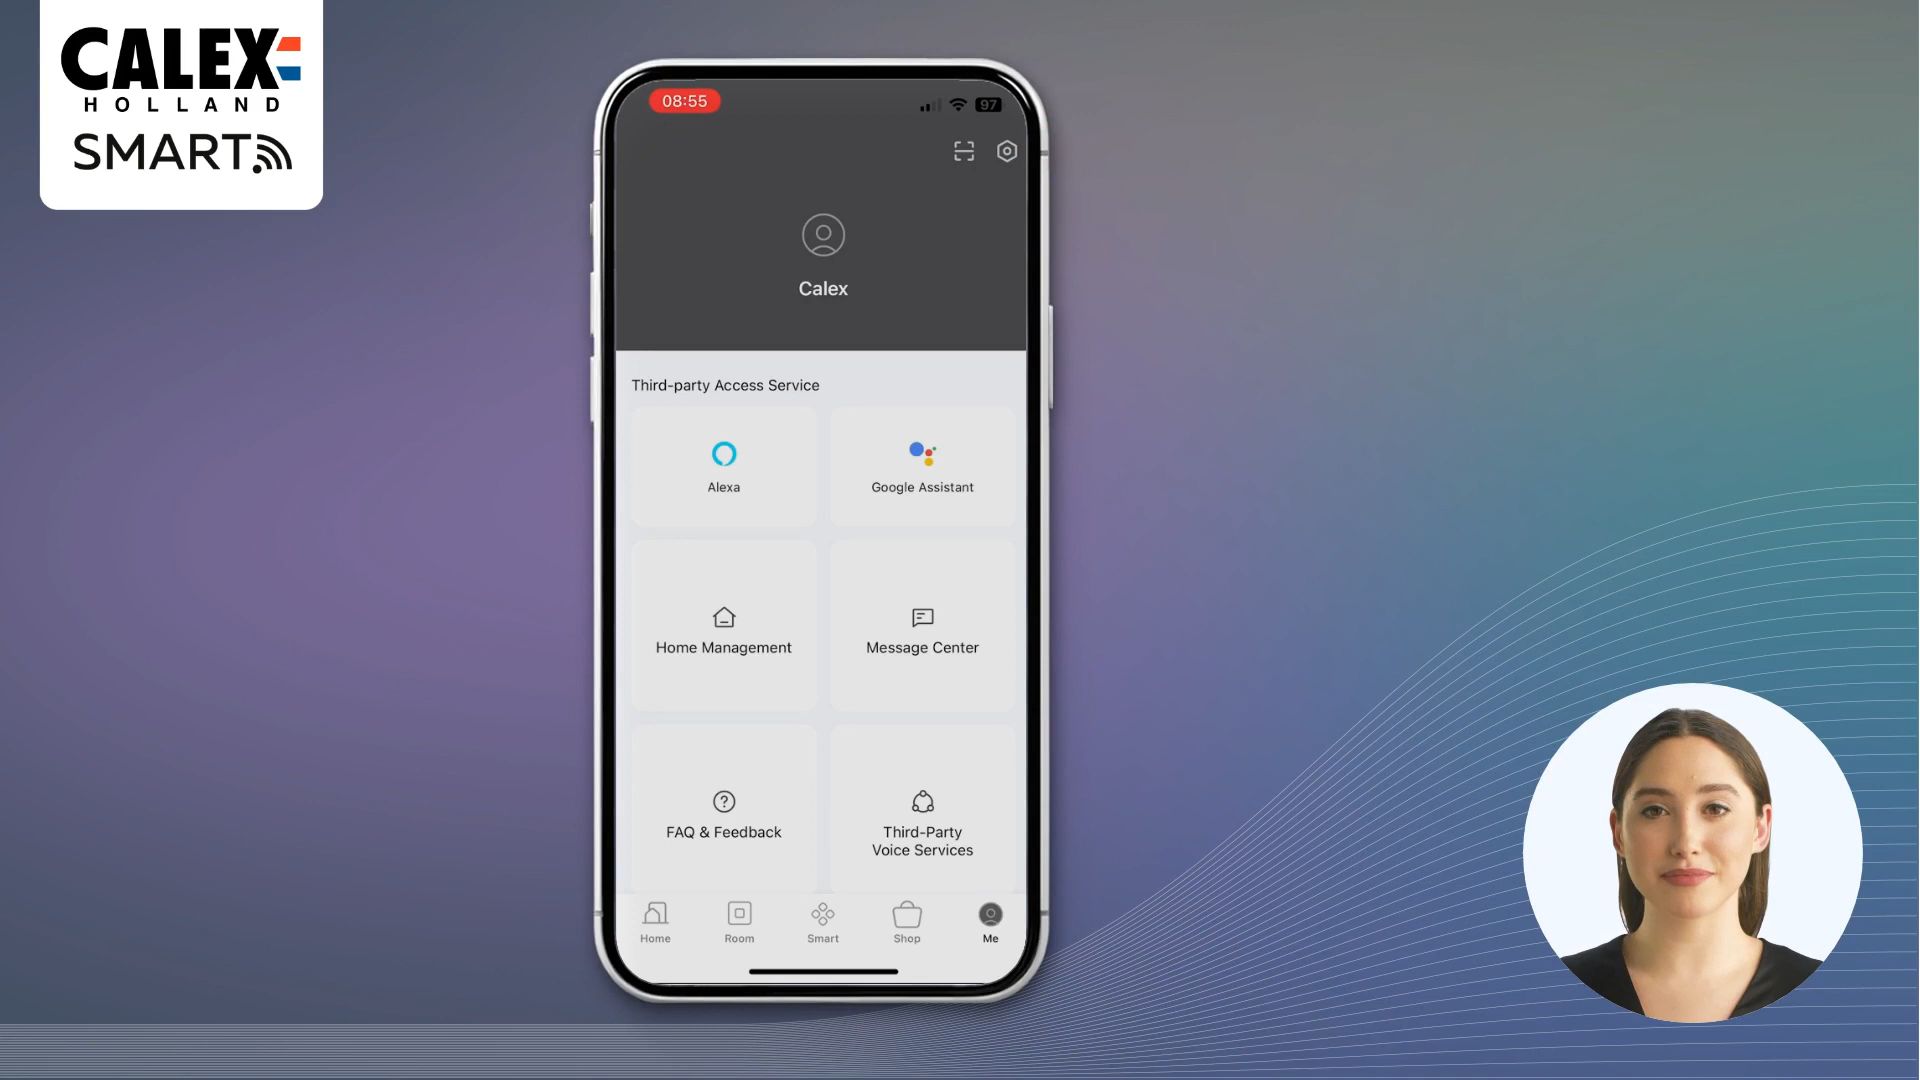 CALEX
HOLLAND
SMART
08:55
97
Calex
Third-party Access Service
Alexa
Google Assistant
Home Management
Message Center
FAQ & Feedback
Third-Party
Voice Services
Home
Room
Smart
Shop
Me